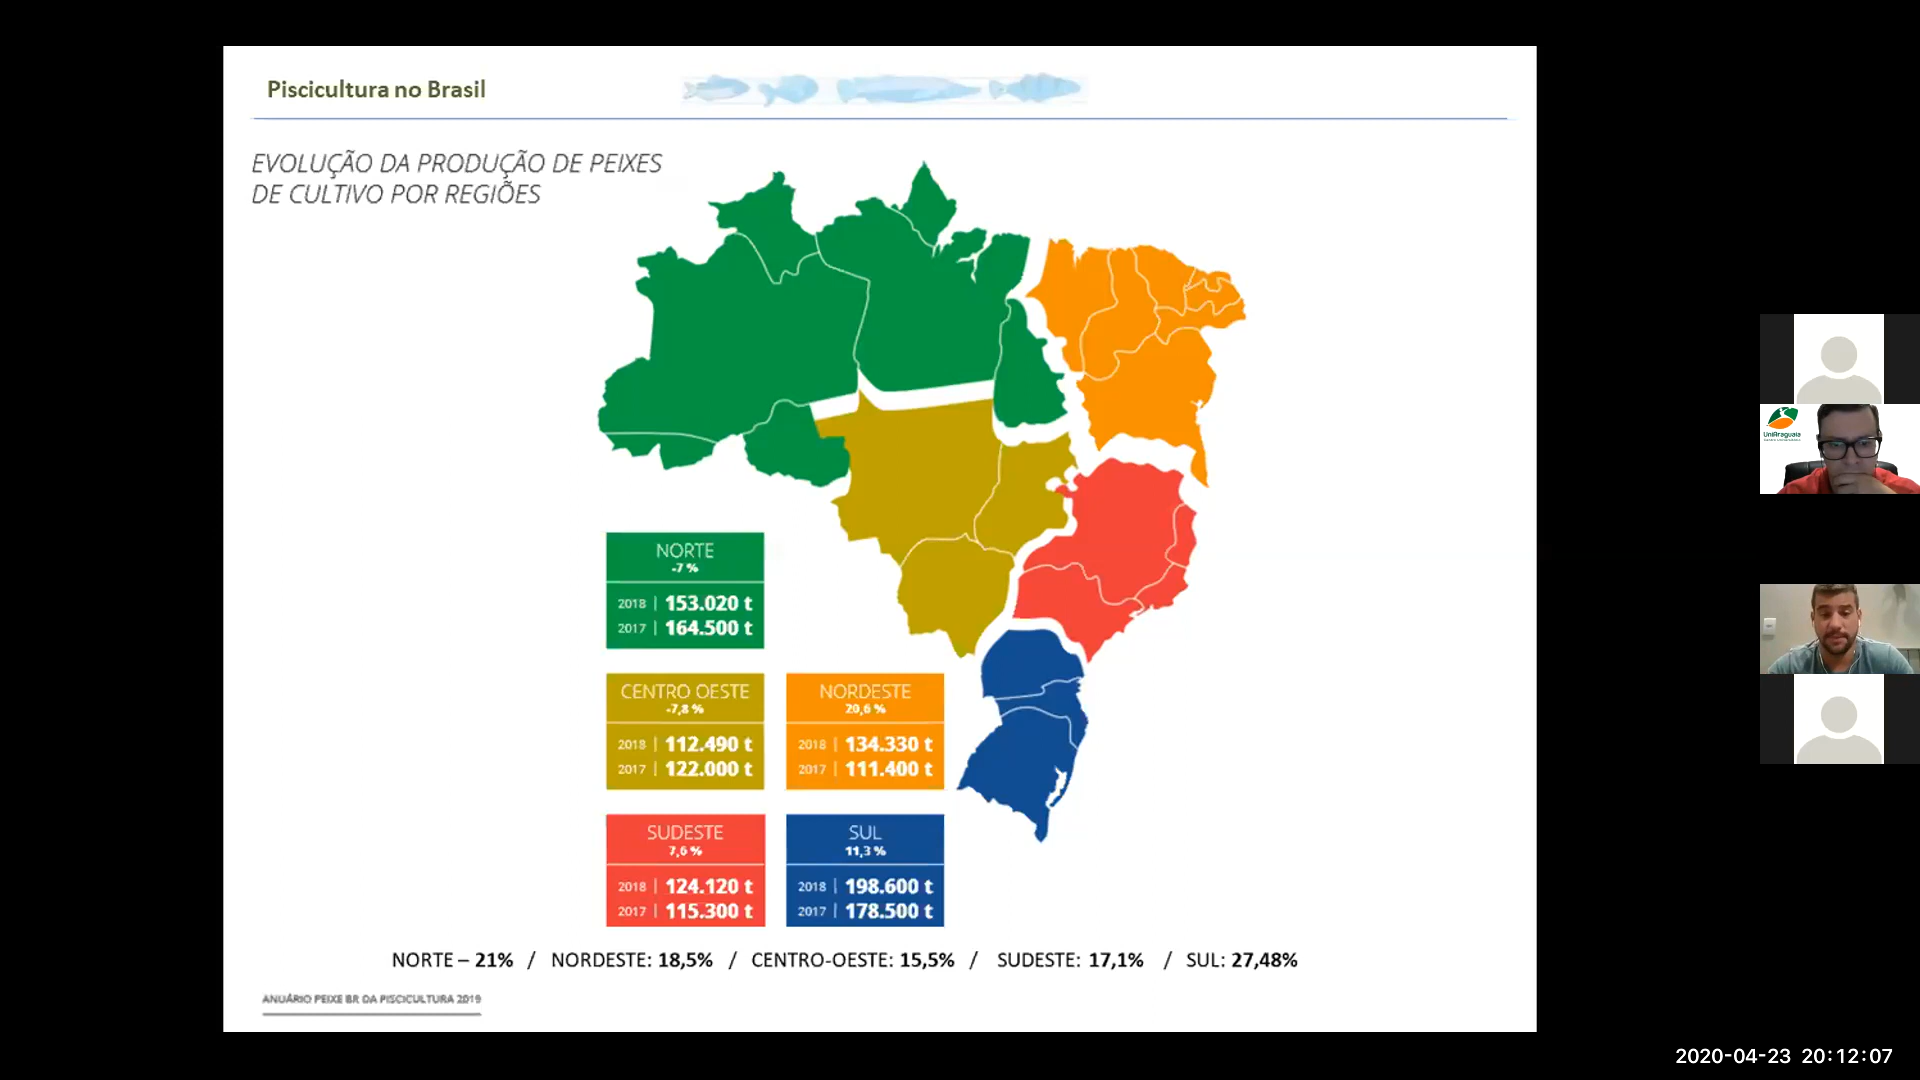 Piscicultura no Brasil
EVOLUÇÃO DA PRODUÇÃO DE PEIXES
DE CULTIVO POR REGIÕES
NORTE
-7 %
2018 | 153.020 t
2017 | 164.500 t
CENTRO OESTE
-7,8 %
2018 | 112.490 t
2017 | 122.000 t
NORDESTE
20,6 %
2018 | 134.330 t
2017 | 111.400 t
SUDESTE
7,6 %
2018 | 124.120 t
2017 | 115.300 t
SUL
11,3 %
2018 | 198.600 t
2017 | 178.500 t
NORTE – 21% / NORDESTE: 18,5% / CENTRO-OESTE: 15,5% / SUDESTE: 17,1% / SUL: 27,48%
ANUÁRIO PEIXE BR DA PISCICULTURA 2019
UniAraguaia
2020-04-23 20:12:07